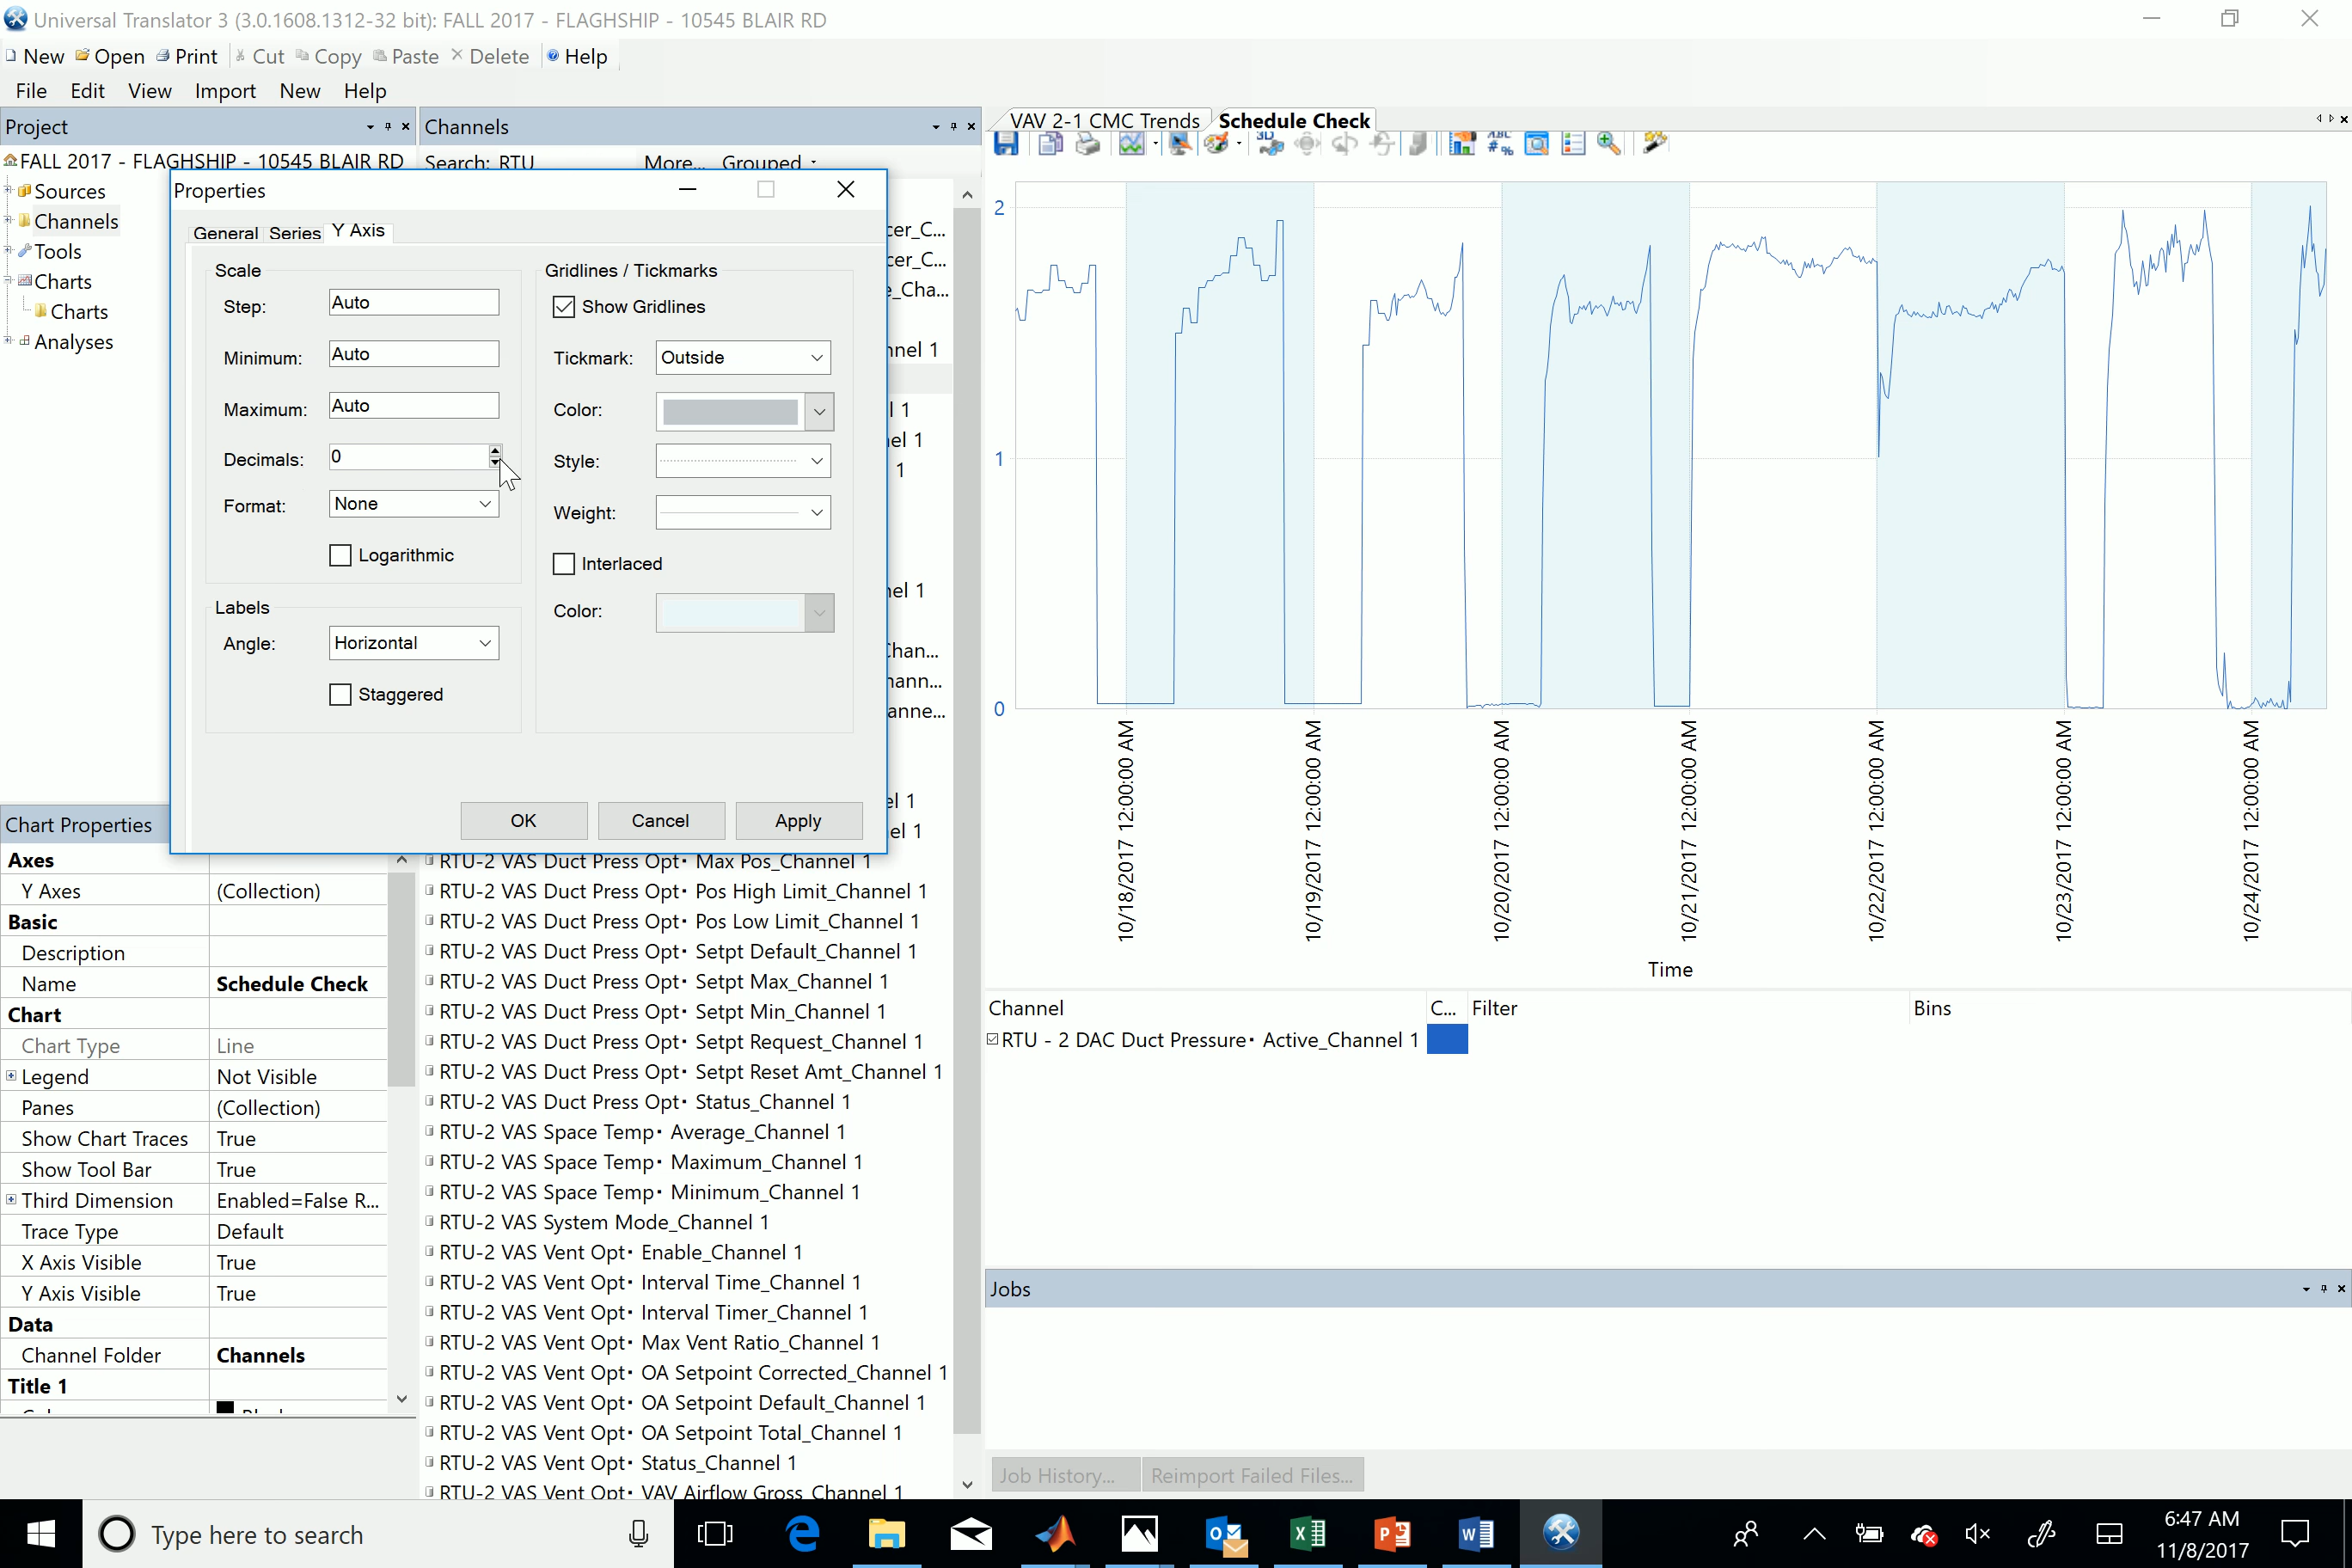 Universal Translator 3 (3.0.1608.1312-32 bit): FALL 2017 - FLAGHSHIP - 10545 BLAIR RD
New Open Print Cut Copy Paste Delete Help
File Edit View Import New Help
Project
FALL 2017 - FLAGHSHIP - 10545 BLAIR RD
Sources
Channels
Tools
Charts
Charts
Analyses
Channels
Search: RTU More... Grouped
Properties
General Series Y Axis
Scale
Step: Auto
Minimum: Auto
Maximum: Auto
Decimals: 0
Format: None
Logarithmic
Labels
Angle: Horizontal
Staggered
Gridlines / Tickmarks
Show Gridlines
Tickmark: Outside
Color:
Style:
Weight:
Interlaced
Color:
OK Cancel Apply
cer_C...
cer_C...
e_Cha...
nnel 1
l 1
el 1
1
nel 1
Chan...
hann...
anne...
el 1
el 1
RTU-2 VAS Duct Press Opt• Max Pos_Channel 1
RTU-2 VAS Duct Press Opt• Pos High Limit_Channel 1
RTU-2 VAS Duct Press Opt• Pos Low Limit_Channel 1
RTU-2 VAS Duct Press Opt• Setpt Default_Channel 1
RTU-2 VAS Duct Press Opt• Setpt Max_Channel 1
RTU-2 VAS Duct Press Opt• Setpt Min_Channel 1
RTU-2 VAS Duct Press Opt• Setpt Request_Channel 1
RTU-2 VAS Duct Press Opt• Setpt Reset Amt_Channel 1
RTU-2 VAS Duct Press Opt• Status_Channel 1
RTU-2 VAS Space Temp• Average_Channel 1
RTU-2 VAS Space Temp• Maximum_Channel 1
RTU-2 VAS Space Temp• Minimum_Channel 1
RTU-2 VAS System Mode_Channel 1
RTU-2 VAS Vent Opt• Enable_Channel 1
RTU-2 VAS Vent Opt• Interval Time_Channel 1
RTU-2 VAS Vent Opt• Interval Timer_Channel 1
RTU-2 VAS Vent Opt• Max Vent Ratio_Channel 1
RTU-2 VAS Vent Opt• OA Setpoint Corrected_Channel 1
RTU-2 VAS Vent Opt• OA Setpoint Default_Channel 1
RTU-2 VAS Vent Opt• OA Setpoint Total_Channel 1
RTU-2 VAS Vent Opt• Status_Channel 1
RTU-2 VAS Vent Opt• VAV Airflow Gross_Channel 1
Chart Properties
Axes
Y Axes (Collection)
Basic
Description
Name Schedule Check
Chart
Chart Type Line
Legend Not Visible
Panes (Collection)
Show Chart Traces True
Show Tool Bar True
Third Dimension Enabled=False R...
Trace Type Default
X Axis Visible True
Y Axis Visible True
Data
Channel Folder Channels
Title 1
VAV 2-1 CMC Trends Schedule Check
3D ABC # %
2
1
0
10/18/2017 12:00:00 AM
10/19/2017 12:00:00 AM
10/20/2017 12:00:00 AM
10/21/2017 12:00:00 AM
10/22/2017 12:00:00 AM
10/23/2017 12:00:00 AM
10/24/2017 12:00:00 AM
Time
Channel C... Filter Bins
RTU - 2 DAC Duct Pressure• Active_Channel 1
Jobs
Job History... Reimport Failed Files...
Type here to search
6:47 AM
11/8/2017